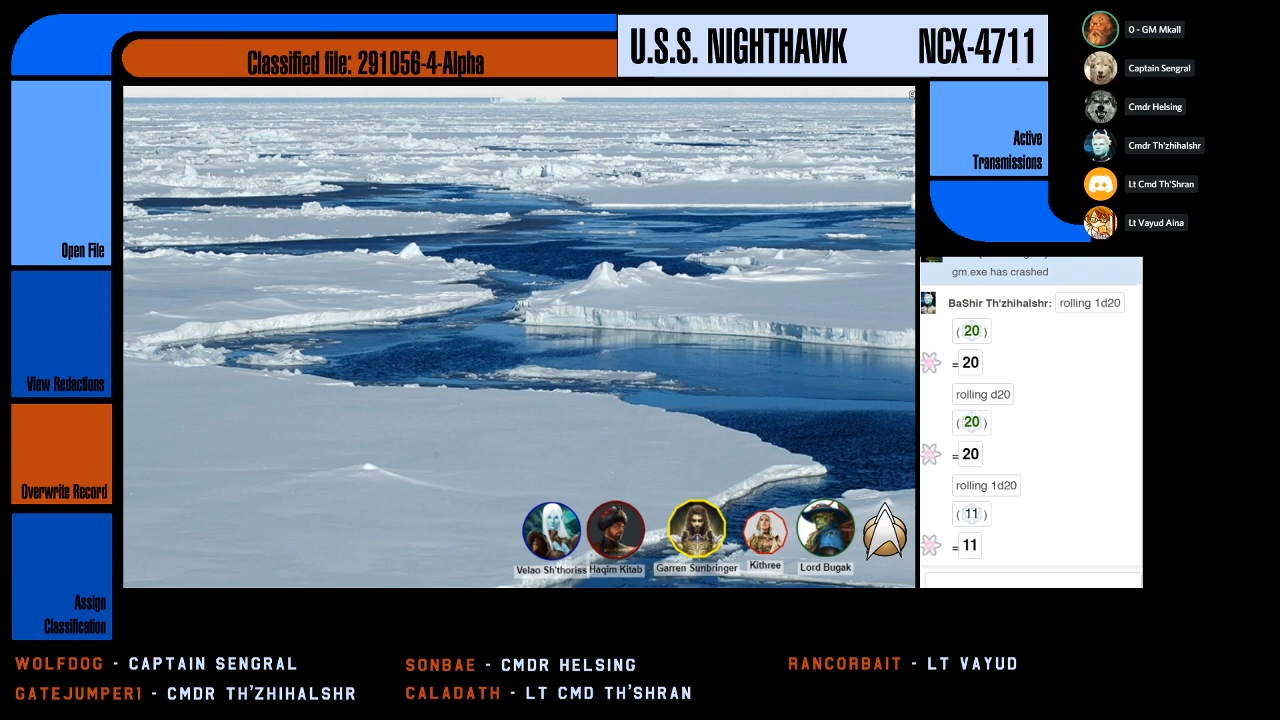 Classified file: 291056-4-Alpha
U.S.S. NIGHTHAWK NCX-4711
Open File
View Redactions
Overwrite Record
Assign
Classification
Active
Transmissions
0 - GM Mkall
Captain Sengral
Cmdr Helsing
Cmdr Th'zhihalshr
Lt Cmd Th'Shran
Lt Vayud Aina
gm.exe has crashed
BaShir Th'zhihalshr: rolling 1d20
(20)
=20
rolling d20
(20)
=20
rolling 1d20
(11)
=11
Velao Sh'thoriss
Haqim Kitab
Garren Sunbringer
Kithree
Lord Bugak
WOLFDOG - CAPTAIN SENGRAL
SONBAE - CMDR HELSING
RANCORBAIT - LT VAYUD
GATEJUMPER1 - CMDR TH'ZHIHALSHR
CALADATH - LT CMD TH'SHRAN